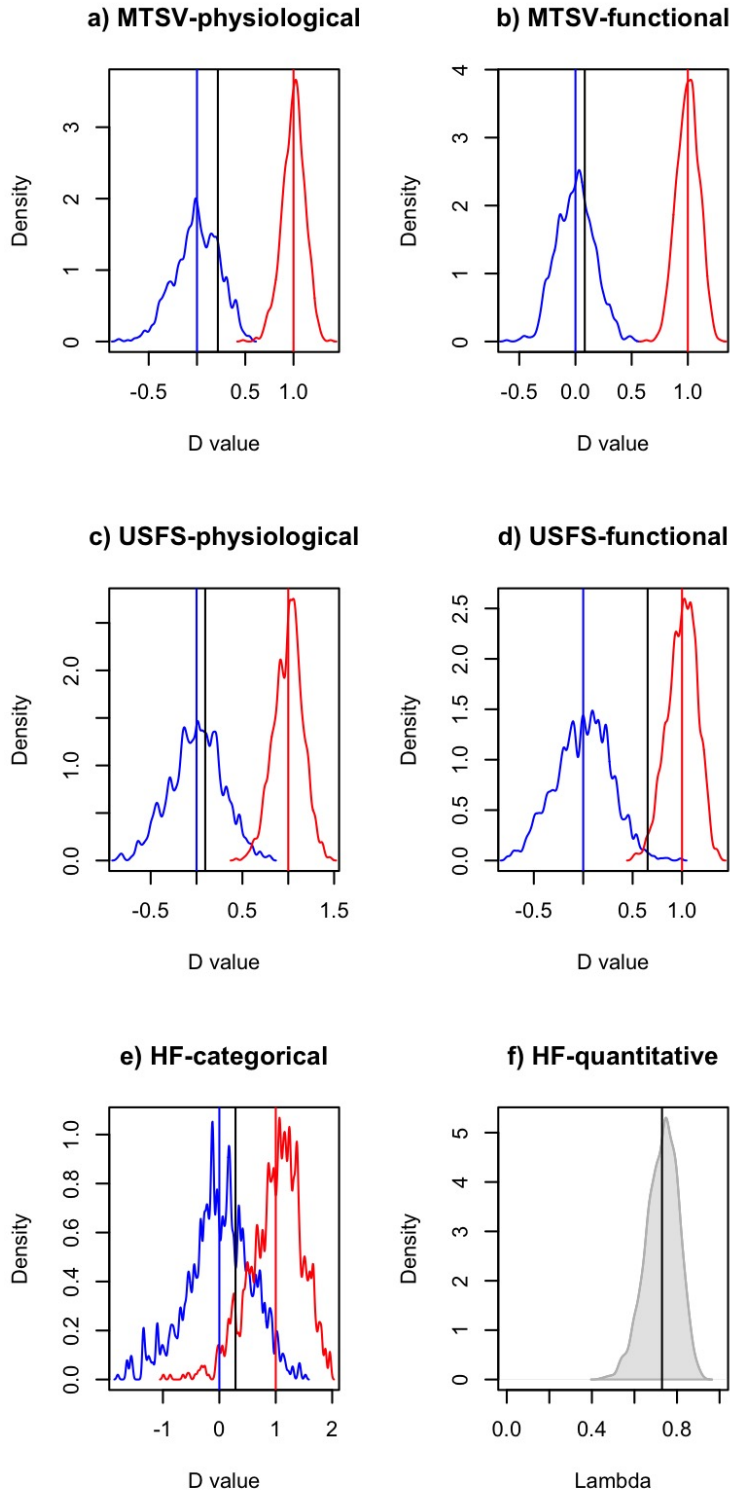 a) MTSV-physiological
Density
0
1
2
3
-0.5
0.5
1.0
D value
b) MTSV-functional
Density
0
1
2
3
4
-0.5
0.0
0.5
1.0
D value
c) USFS-physiological
Density
0.0
1.0
2.0
-0.5
0.5
1.5
D value
d) USFS-functional
Density
0.0
0.5
1.0
1.5
2.0
2.5
-0.5
0.5
1.0
D value
e) HF-categorical
Density
0.0
0.2
0.4
0.6
0.8
1.0
-1
0
1
2
D value
f) HF-quantitative
Density
0
1
2
3
4
5
0.0
0.4
0.8
Lambda